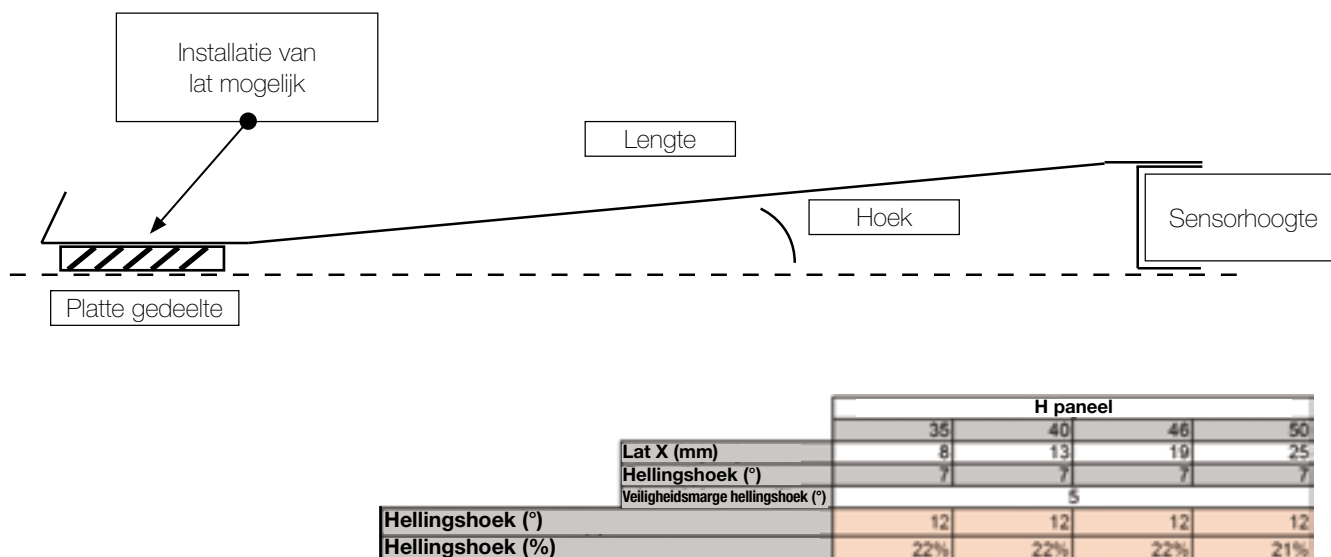 Installatie van
lat mogelijk
Lengte
Hoek
Sensorhoogte
Platte gedeelte
H paneel
35 40 46 50
Lat X (mm) 8 13 19 25
Hellingshoek (°) 7 7 7 7
Veiligheidsmarge hellingshoek (°) 5
Hellingshoek (°) 12 12 12 12
Hellingshoek (%) 22% 22% 22% 21%